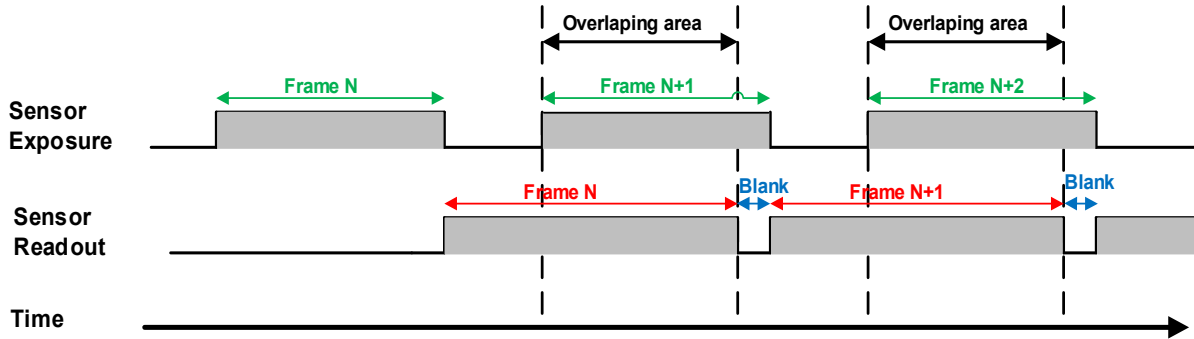 Overlaping area
Overlaping area
Frame N
Frame N+1
Frame N+2
Sensor
Exposure
Frame N
Blank
Frame N+1
Blank
Sensor
Readout
Time